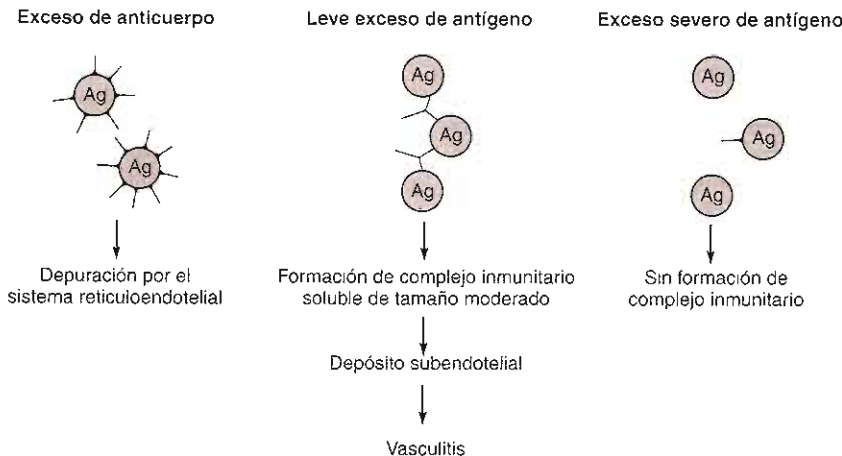 Exceso de anticuerpo
Ag
Ag
Depuración por el
sistema reticuloendotelial
Leve exceso de antígeno
Ag
Ag
Ag
Formación de complejo inmunitario
soluble de tamaño moderado
Depósito subendotelial
Vasculitis
Exceso severo de antígeno
Ag
Ag
Ag
Sin formación de
complejo inmunitario